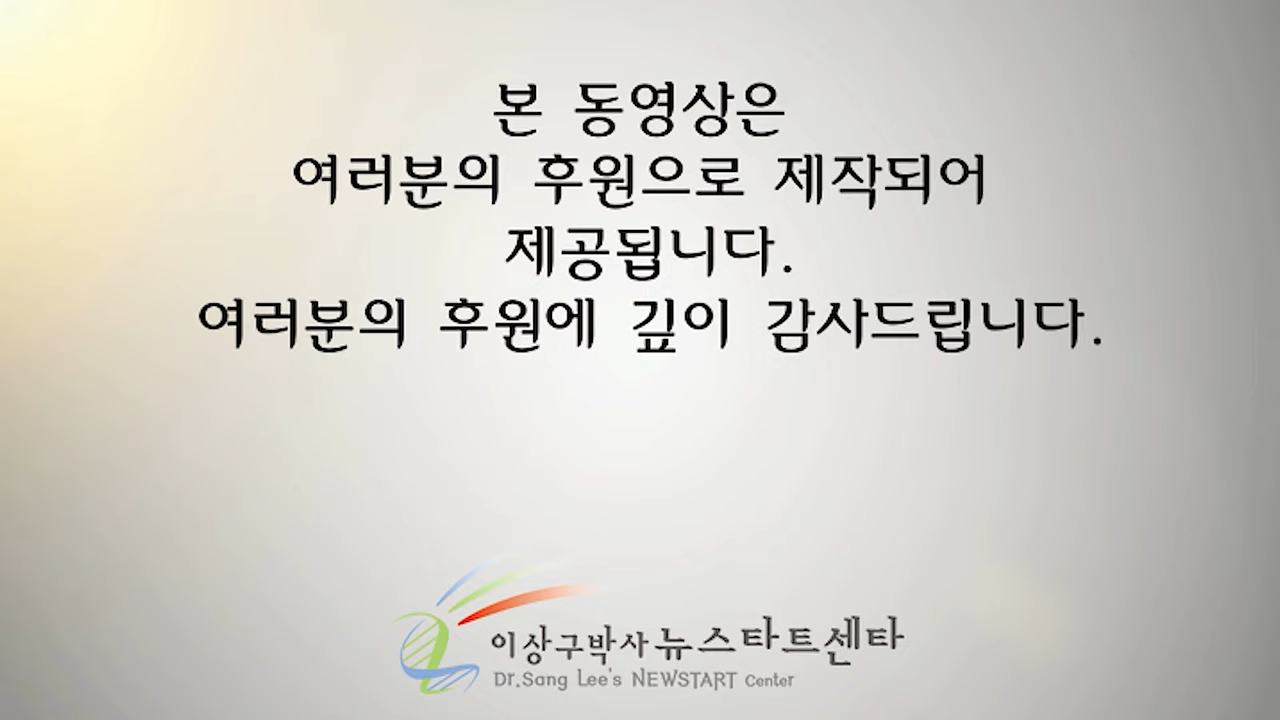 본 동영상은
여러분의 후원으로 제작되어
제공됩니다.
여러분의 후원에 깊이 감사드립니다.
이상구박사 뉴스타트센타
Dr.Sang Lee's NEWSTART Center